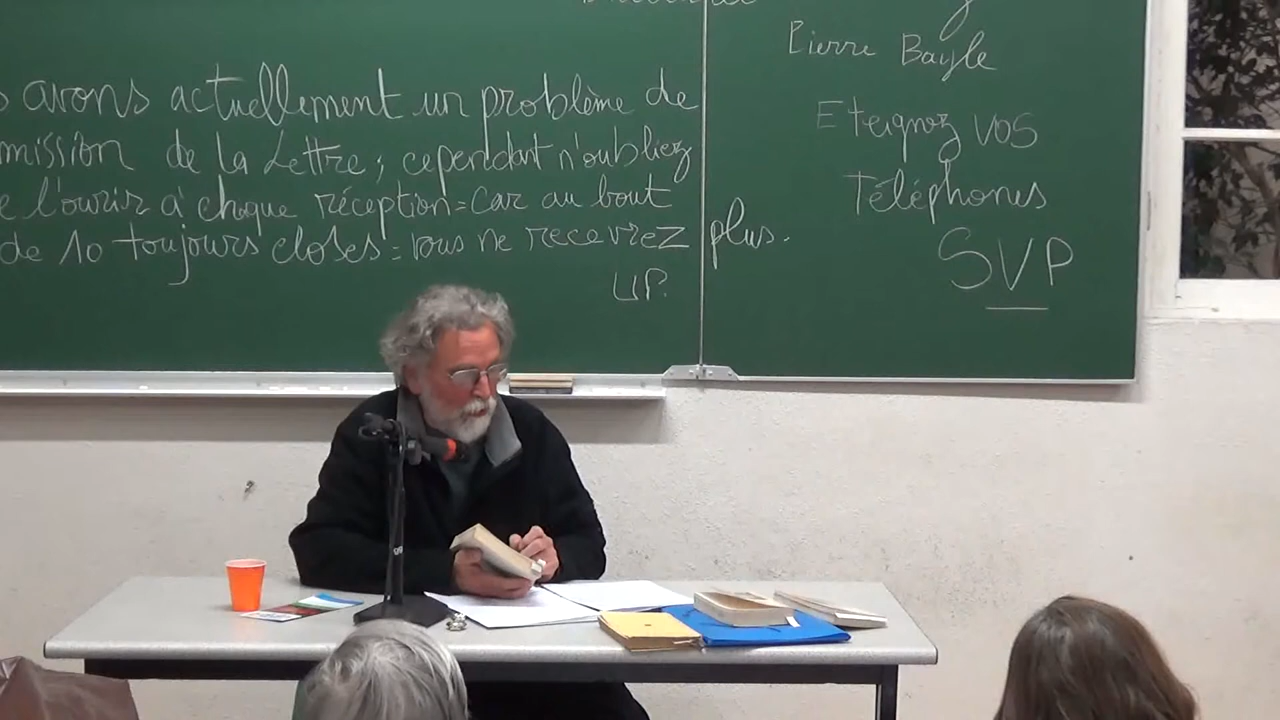 Pierre Bayle
avons actuellement un problème de
mission de la Lettre ; cependant n'oubliez
l'ouvrir à chaque réception = car au bout
de 10 toujours closes = vous ne recevrez plus.
UP.
Eteignez vos
Téléphones
SVP